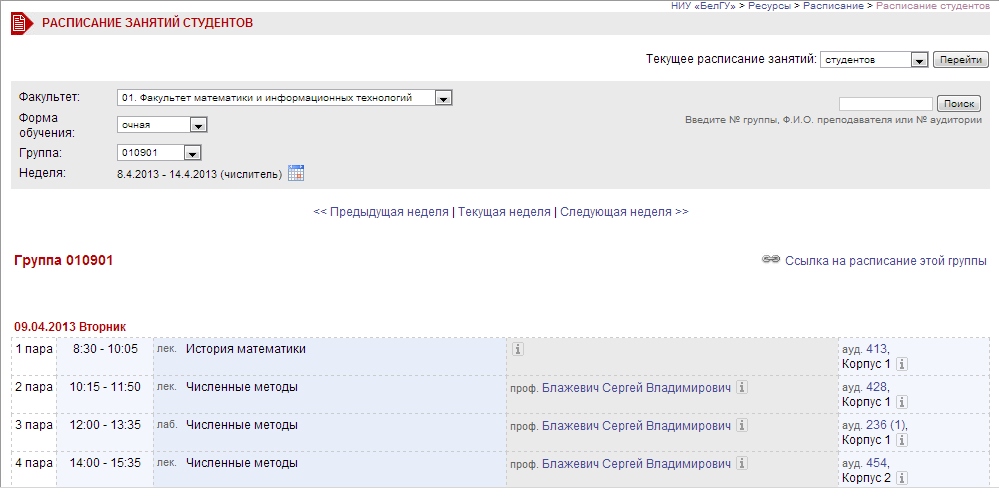 НИУ «БелГУ» > Ресурсы > Расписание > Расписание студентов
РАСПИСАНИЕ ЗАНЯТИЙ СТУДЕНТОВ
Текущее расписание занятий: студентов Перейти
Факультет: 01. Факультет математики и информационных технологий
Поиск
Форма обучения: очная
Введите № группы, Ф.И.О. преподавателя или № аудитории
Группа: 010901
Неделя: 8.4.2013 - 14.4.2013 (числитель)
<< Предыдущая неделя | Текущая неделя | Следующая неделя >>
Группа 010901
Ссылка на расписание этой группы
09.04.2013 Вторник
1 пара 8:30 - 10:05 лек. История математики ауд. 413,
Корпус 1
2 пара 10:15 - 11:50 лек. Численные методы проф. Блажевич Сергей Владимирович ауд. 428,
Корпус 1
3 пара 12:00 - 13:35 лаб. Численные методы проф. Блажевич Сергей Владимирович ауд. 236 (1),
Корпус 1
4 пара 14:00 - 15:35 лек. Численные методы проф. Блажевич Сергей Владимирович ауд. 454,
Корпус 2